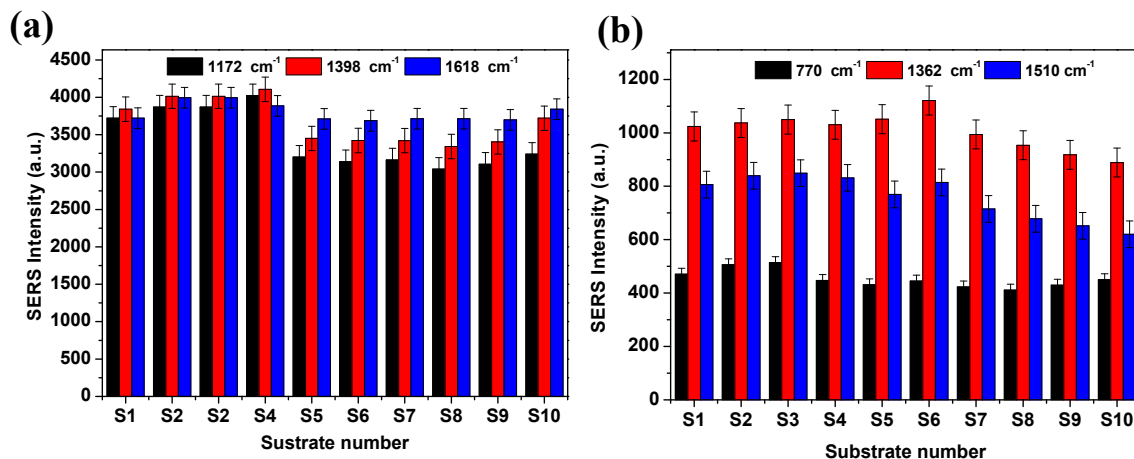 (a)
1172 cm-1 1398 cm-1 1618 cm-1
4500
4000
3500
3000
2500
2000
1500
1000
500
0
SERS Intensity (a.u.)
S1 S2 S2 S4 S5 S6 S7 S8 S9 S10
Sustrate number
(b)
770 cm-1 1362 cm-1 1510 cm-1
1200
1000
800
600
400
200
0
SERS Intensity (a.u.)
S1 S2 S3 S4 S5 S6 S7 S8 S9 S10
Substrate number